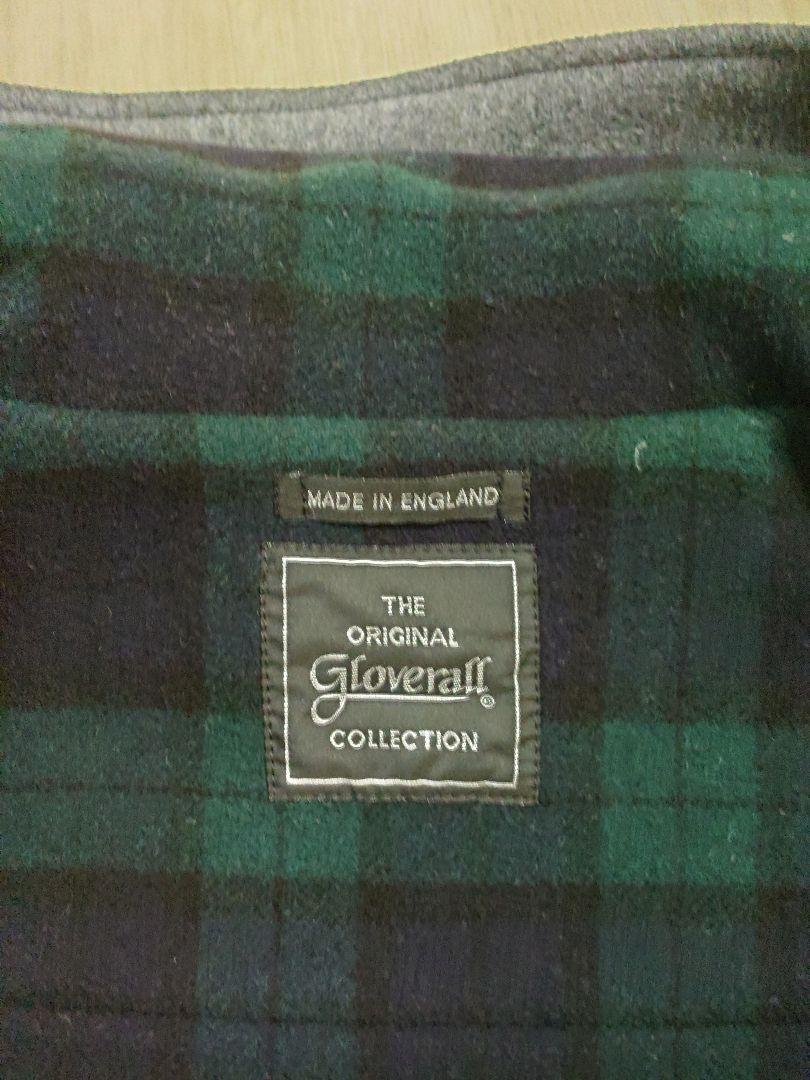 MADE IN ENGLAND
THE
ORIGINAL
Gloverall®
COLLECTION